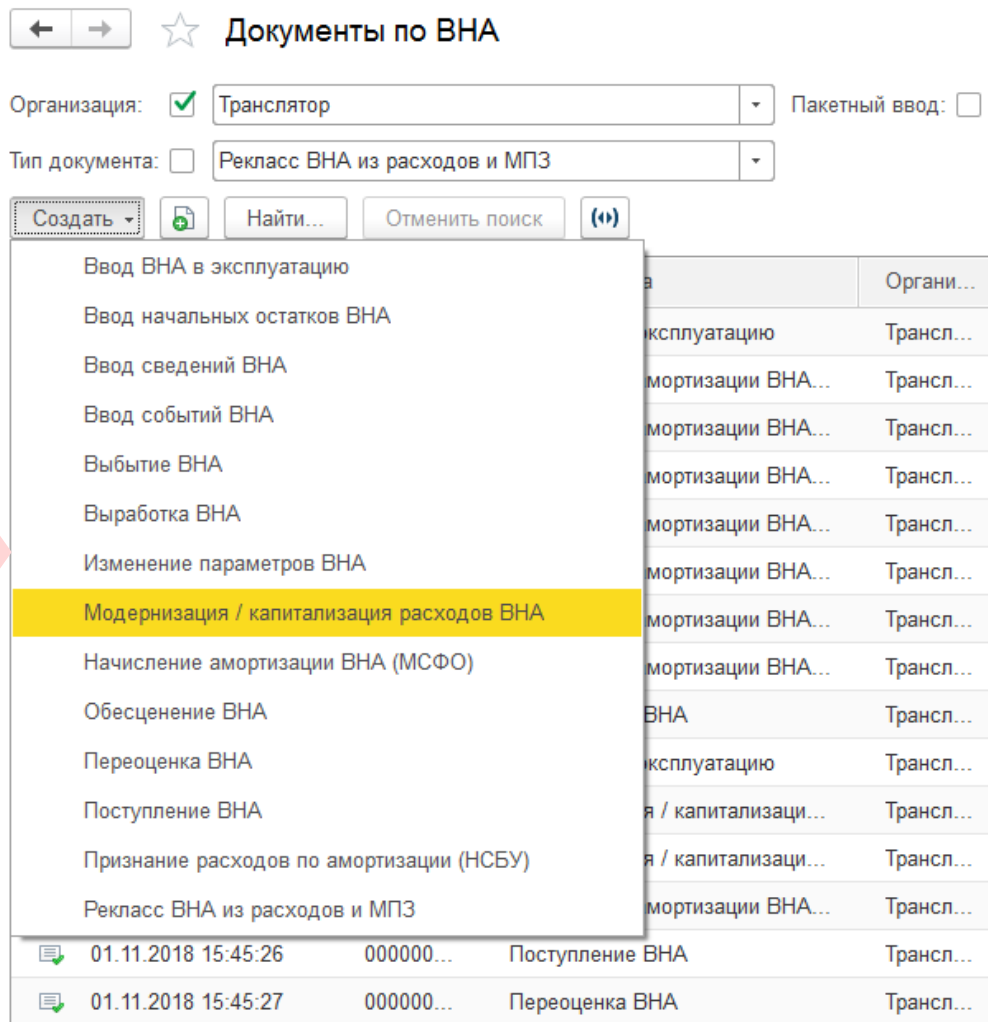 Документы по ВНА
Организация: Транслятор Пакетный ввод:
Тип документа: Рекласс ВНА из расходов и МПЗ
Создать Найти... Отменить поиск
Ввод ВНА в эксплуатацию
а Органи...
Ввод начальных остатков ВНА
эксплуатацию Трансл...
Ввод сведений ВНА
мортизации ВНА... Трансл...
Ввод событий ВНА
мортизации ВНА... Трансл...
Выбытие ВНА
мортизации ВНА... Трансл...
Выработка ВНА
мортизации ВНА... Трансл...
Изменение параметров ВНА
мортизации ВНА... Трансл...
Модернизация / капитализация расходов ВНА
мортизации ВНА... Трансл...
Начисление амортизации ВНА (МСФО)
мортизации ВНА... Трансл...
Обесценение ВНА
ВНА Трансл...
Переоценка ВНА
эксплуатацию Трансл...
Поступление ВНА
я / капитализаци... Трансл...
Признание расходов по амортизации (НСБУ)
я / капитализаци... Трансл...
Рекласс ВНА из расходов и МПЗ
мортизации ВНА... Трансл...
01.11.2018 15:45:26 000000... Поступление ВНА Трансл...
01.11.2018 15:45:27 000000... Переоценка ВНА Трансл...